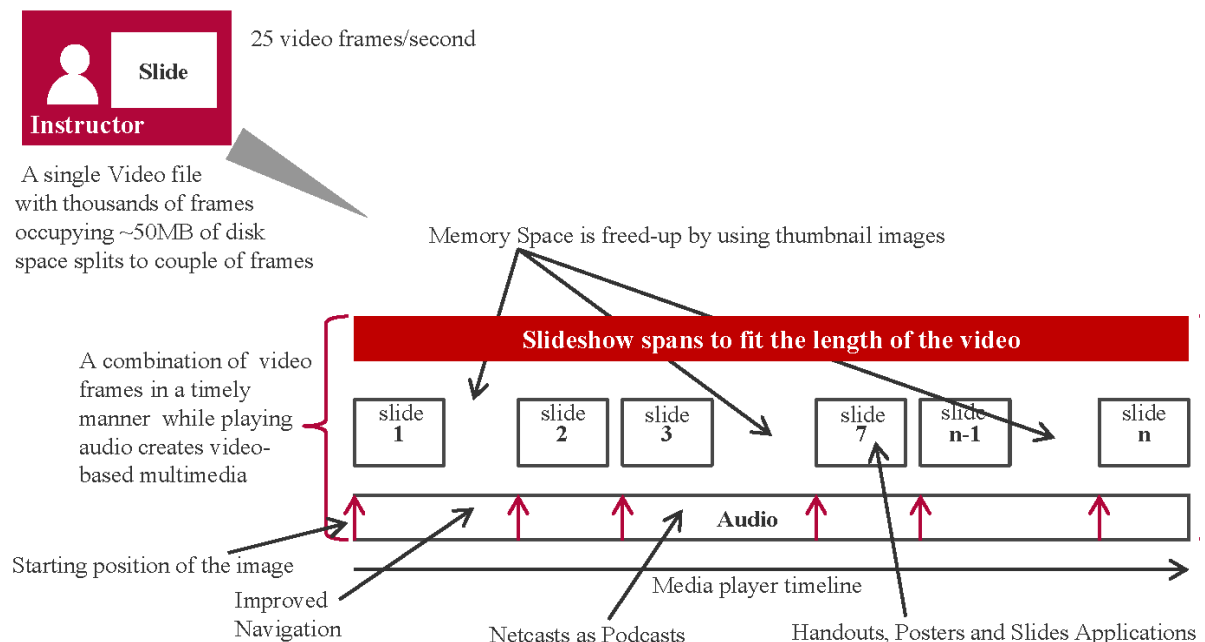 25 video frames/second
Slide
Instructor
A single Video file
with thousands of frames
occupying ~50MB of disk
space splits to couple of frames
Memory Space is freed-up by using thumbnail images
Slideshow spans to fit the length of the video
A combination of video
frames in a timely
manner while playing
audio creates video-
based multimedia
slide
1
slide
2
slide
3
slide
7
slide
n-1
slide
n
Audio
Starting position of the image
Media player timeline
Improved
Navigation
Netcasts as Podcasts
Handouts, Posters and Slides Applications